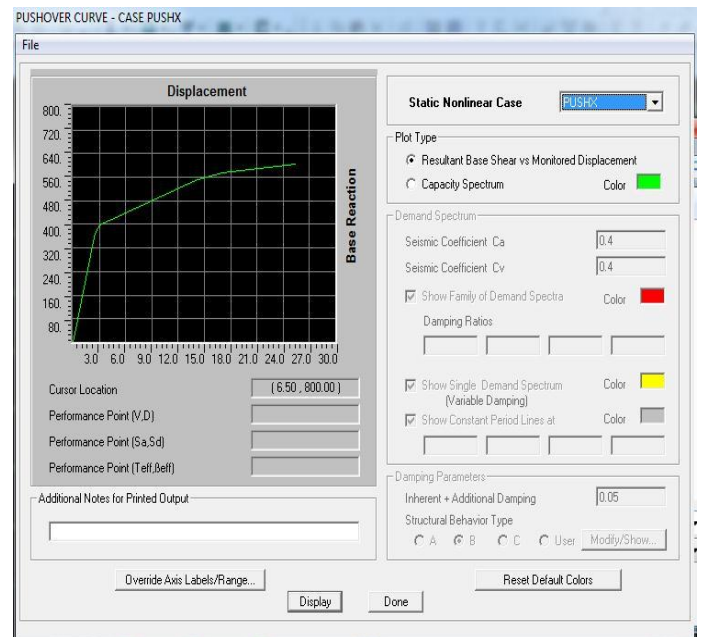 PUSHOVER CURVE - CASE PUSHX
File
Displacement
800.
720.
640.
560.
480.
400.
320.
240.
160.
80.
3.0 6.0 9.0 12.0 15.0 18.0 21.0 24.0 27.0 30.0
Base Reaction
Cursor Location ( 6.50 , 800.00 )
Performance Point (V,D)
Performance Point (Sa,Sd)
Performance Point (Teff,βeff)
Additional Notes for Printed Output
Override Axis Labels/Range...
Static Nonlinear Case PUSHX
Plot Type
Resultant Base Shear vs Monitored Displacement
Capacity Spectrum Color
Demand Spectrum
Seismic Coefficient Ca 0.4
Seismic Coefficient Cv 0.4
Show Family of Demand Spectra Color
Damping Ratios
Show Single Demand Spectrum Color
(Variable Damping)
Show Constant Period Lines at Color
Damping Parameters
Inherent + Additional Damping 0.05
Structural Behavior Type
A B C User Modify/Show...
Reset Default Colors
Display Done